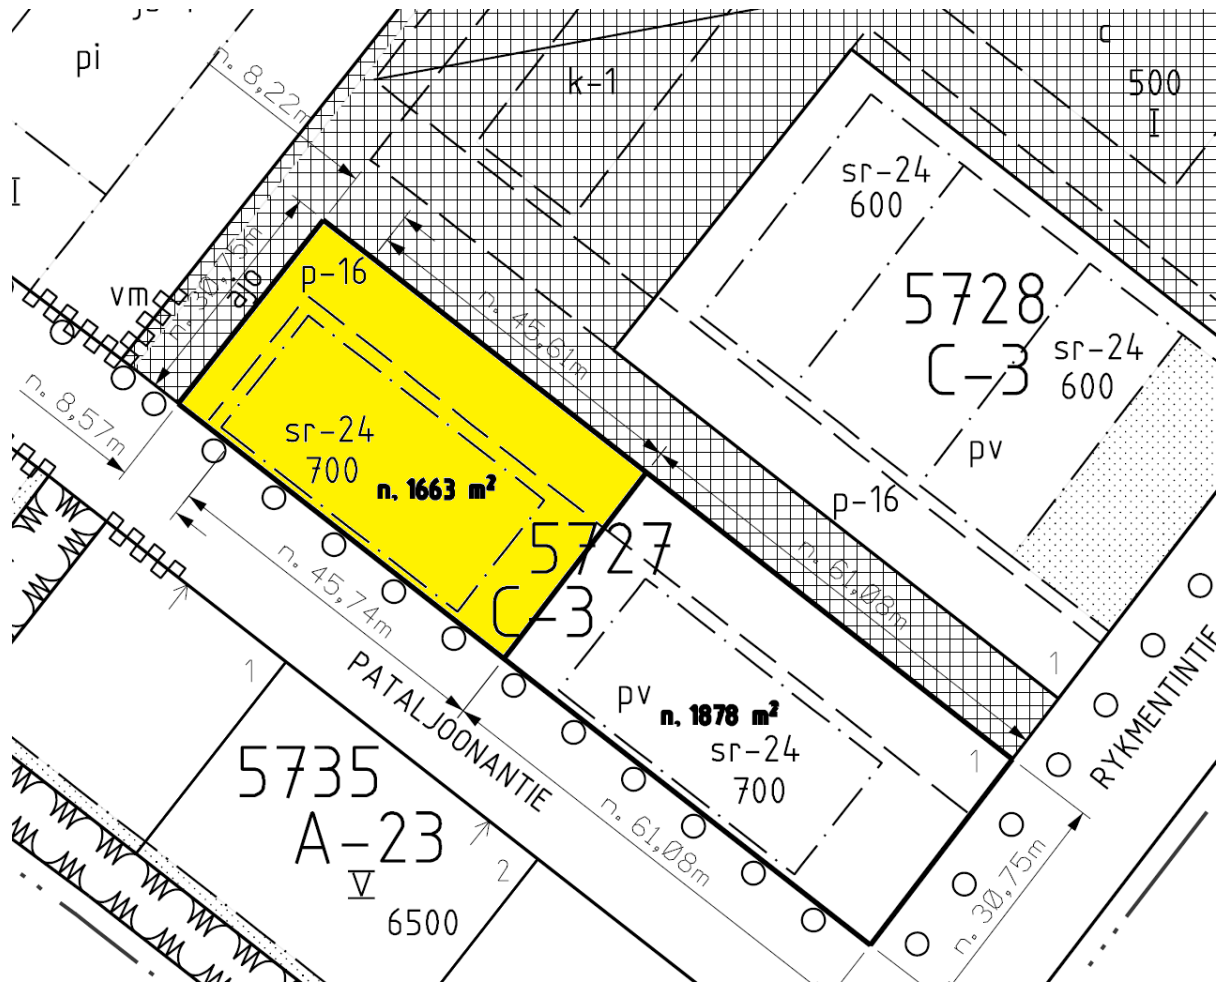 pi
n. 8,22m
k-1
c
500
I
I
sr-24
600
5728
C-3
sr-24
600
pv
vm
n. 30,75m
ajo
p-16
n. 45,61m
n. 8,57m
sr-24
700
n. 1663 m²
p-16
5727
C-3
n. 61,08m
n. 45,74m
PATALJOONANTIE
pv
n. 1878 m²
sr-24
700
1
1
RYKMENTINTIE
1
5735
A-23
V
6500
2
n. 61,08m
n. 30,75m